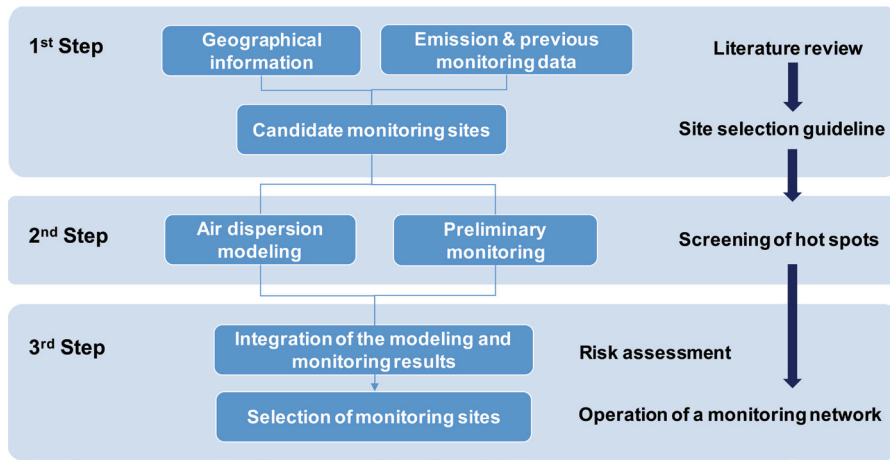 1st Step
Geographical
information
Emission & previous
monitoring data
Candidate monitoring sites
Literature review
Site selection guideline
2nd Step
Air dispersion
modeling
Preliminary
monitoring
Screening of hot spots
3rd Step
Integration of the modeling and
monitoring results
Selection of monitoring sites
Risk assessment
Operation of a monitoring network